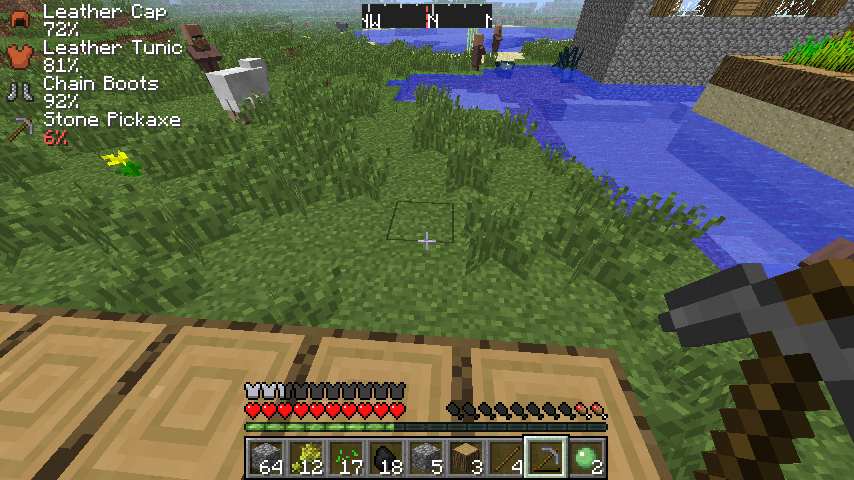 Leather Cap
72%
Leather Tunic
81%
Chain Boots
92%
Stone Pickaxe
6%
NW N
64 12 17 18 5 3 4 2